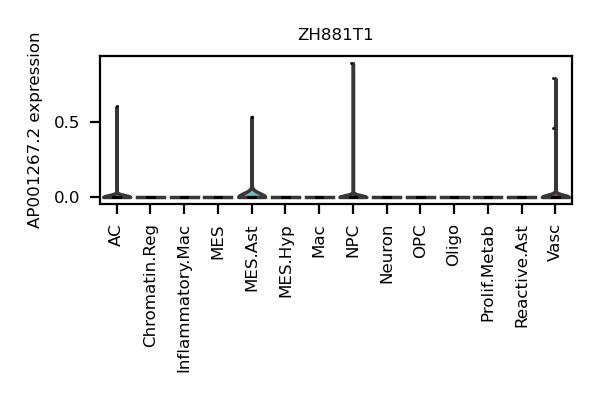 ZH881T1
AP001267.2 expression
0.5
0.0
AC
Chromatin.Reg
Inflammatory.Mac
MES
MES.Ast
MES.Hyp
Mac
NPC
Neuron
OPC
Oligo
Prolif.Metab
Reactive.Ast
Vasc